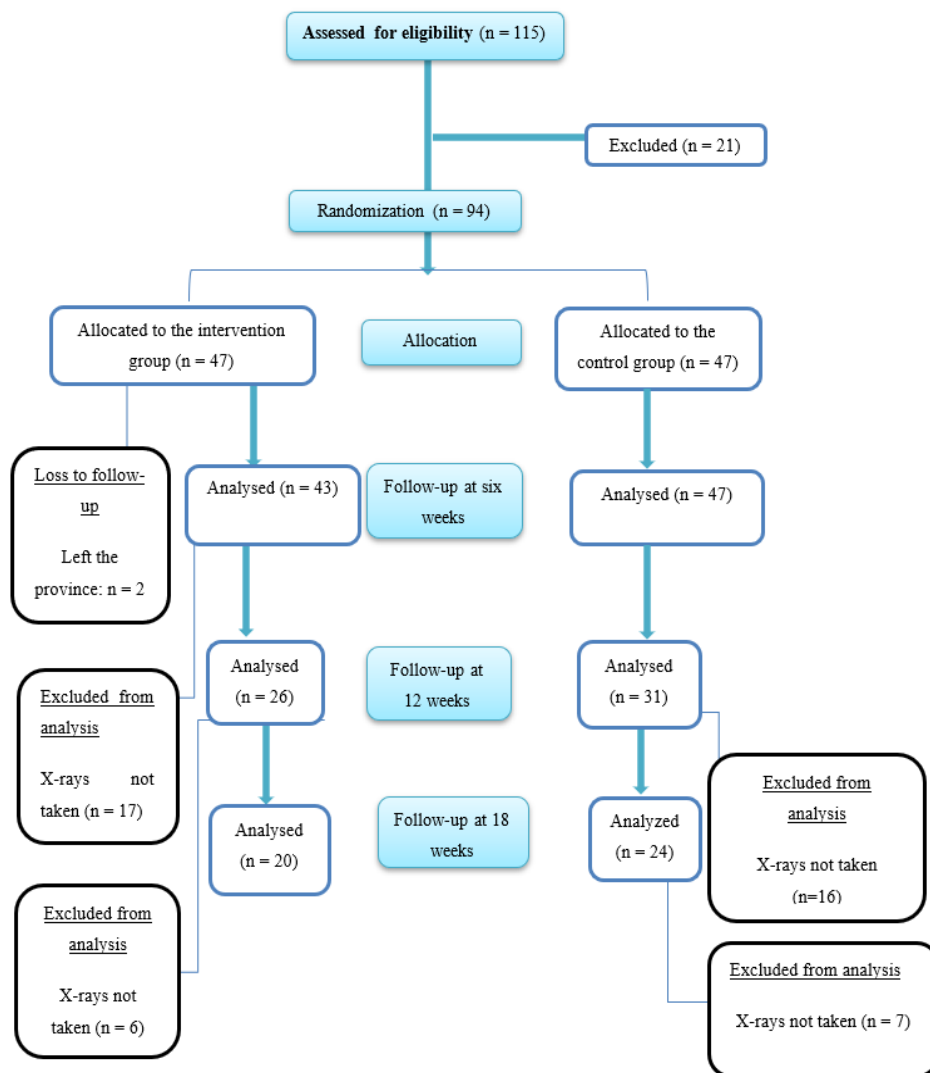 Assessed for eligibility (n = 115)
Excluded (n = 21)
Randomization (n = 94)
Allocated to the intervention
group (n = 47)
Allocation
Allocated to the
control group (n = 47)
Loss to follow-
up
Left the
province: n = 2
Analysed (n = 43)
Follow-up at six
weeks
Analysed (n = 47)
Analysed
(n = 26)
Follow-up at
12 weeks
Analysed
(n = 31)
Excluded from
analysis
X-rays not
taken (n = 17)
Analysed
(n = 20)
Follow-up at 18
weeks
Analyzed
(n = 24)
Excluded from
analysis
X-rays not taken
(n=16)
Excluded from
analysis
X-rays not
taken (n = 6)
Excluded from analysis
X-rays not taken (n = 7)